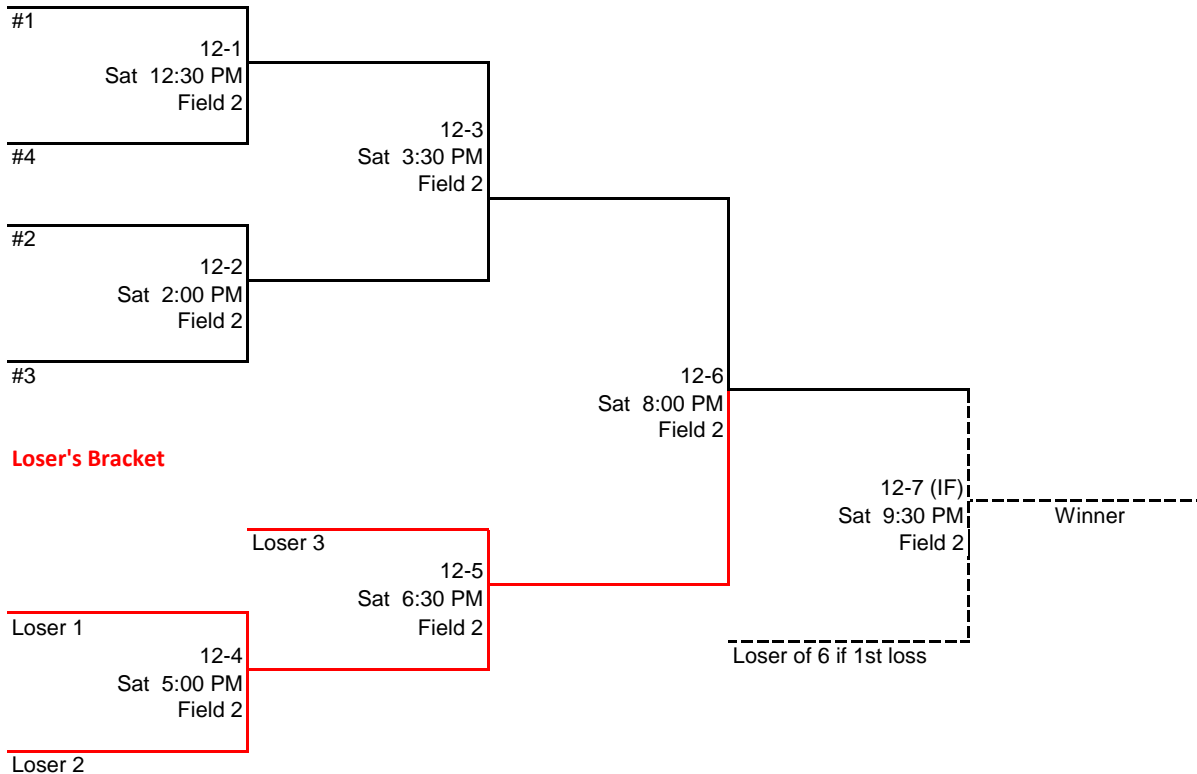 #1
12-1
Sat 12:30 PM
Field 2
#4
12-3
Sat 3:30 PM
Field 2
#2
12-2
Sat 2:00 PM
Field 2
#3
12-6
Sat 8:00 PM
Field 2
Loser's Bracket
12-7 (IF)
Sat 9:30 PM
Field 2
Winner
Loser 3
12-5
Sat 6:30 PM
Field 2
Loser 1
12-4
Sat 5:00 PM
Field 2
Loser of 6 if 1st loss
Loser 2